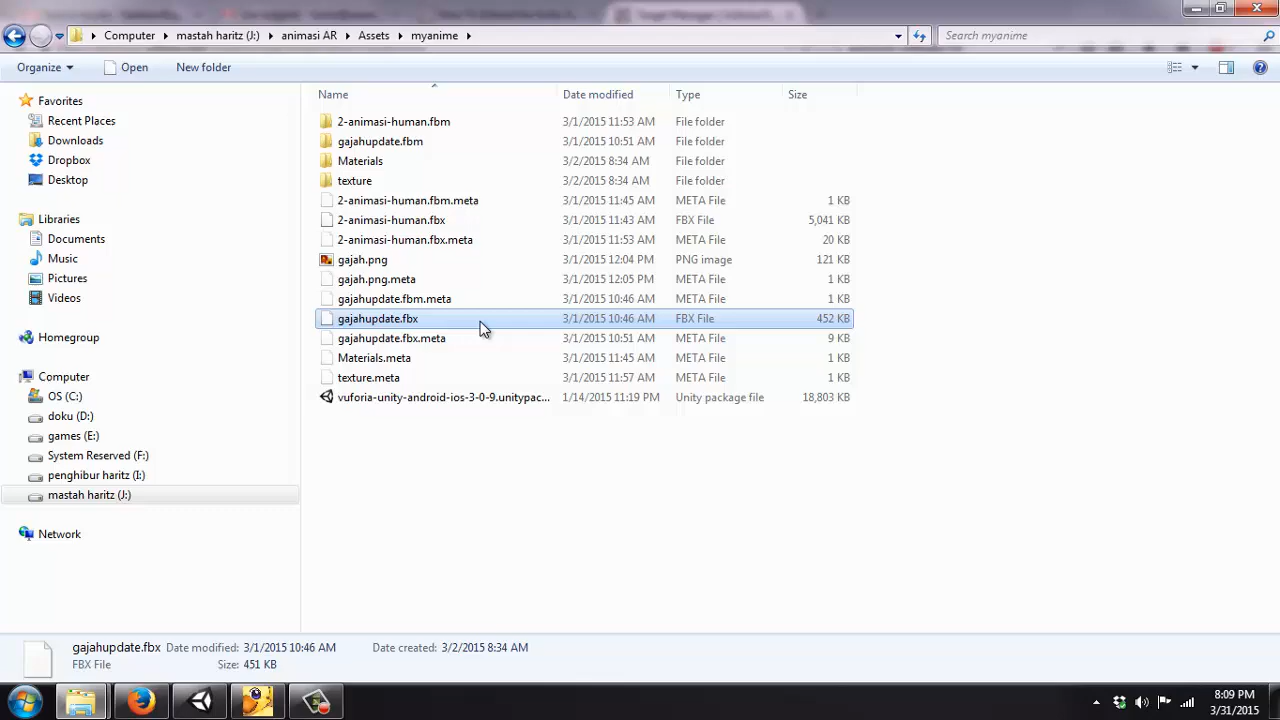 Computer mastah haritz (J:) animasi AR Assets myanime Search myanime
Organize Open New folder
Name Date modified Type Size
Favorites
Recent Places
Downloads
Dropbox
Desktop
Libraries
Documents
Music
Pictures
Videos
Homegroup
Computer
OS (C:)
doku (D:)
games (E:)
System Reserved (F:)
penghibur haritz (I:)
mastah haritz (J:)
Network
2-animasi-human.fbm 3/1/2015 11:53 AM File folder
gajahupdate.fbm 3/1/2015 10:51 AM File folder
Materials 3/2/2015 8:34 AM File folder
texture 3/2/2015 8:34 AM File folder
2-animasi-human.fbm.meta 3/1/2015 11:45 AM META File 1 KB
2-animasi-human.fbx 3/1/2015 11:43 AM FBX File 5,041 KB
2-animasi-human.fbx.meta 3/1/2015 11:53 AM META File 20 KB
gajah.png 3/1/2015 12:04 PM PNG image 121 KB
gajah.png.meta 3/1/2015 12:05 PM META File 1 KB
gajahupdate.fbm.meta 3/1/2015 10:46 AM META File 1 KB
gajahupdate.fbx 3/1/2015 10:46 AM FBX File 452 KB
gajahupdate.fbx.meta 3/1/2015 10:51 AM META File 9 KB
Materials.meta 3/1/2015 11:45 AM META File 1 KB
texture.meta 3/1/2015 11:57 AM META File 1 KB
vuforia-unity-android-ios-3-0-9.unitypac... 1/14/2015 11:19 PM Unity package file 18,803 KB
gajahupdate.fbx Date modified: 3/1/2015 10:46 AM Date created: 3/2/2015 8:34 AM
FBX File Size: 451 KB
8:09 PM
3/31/2015